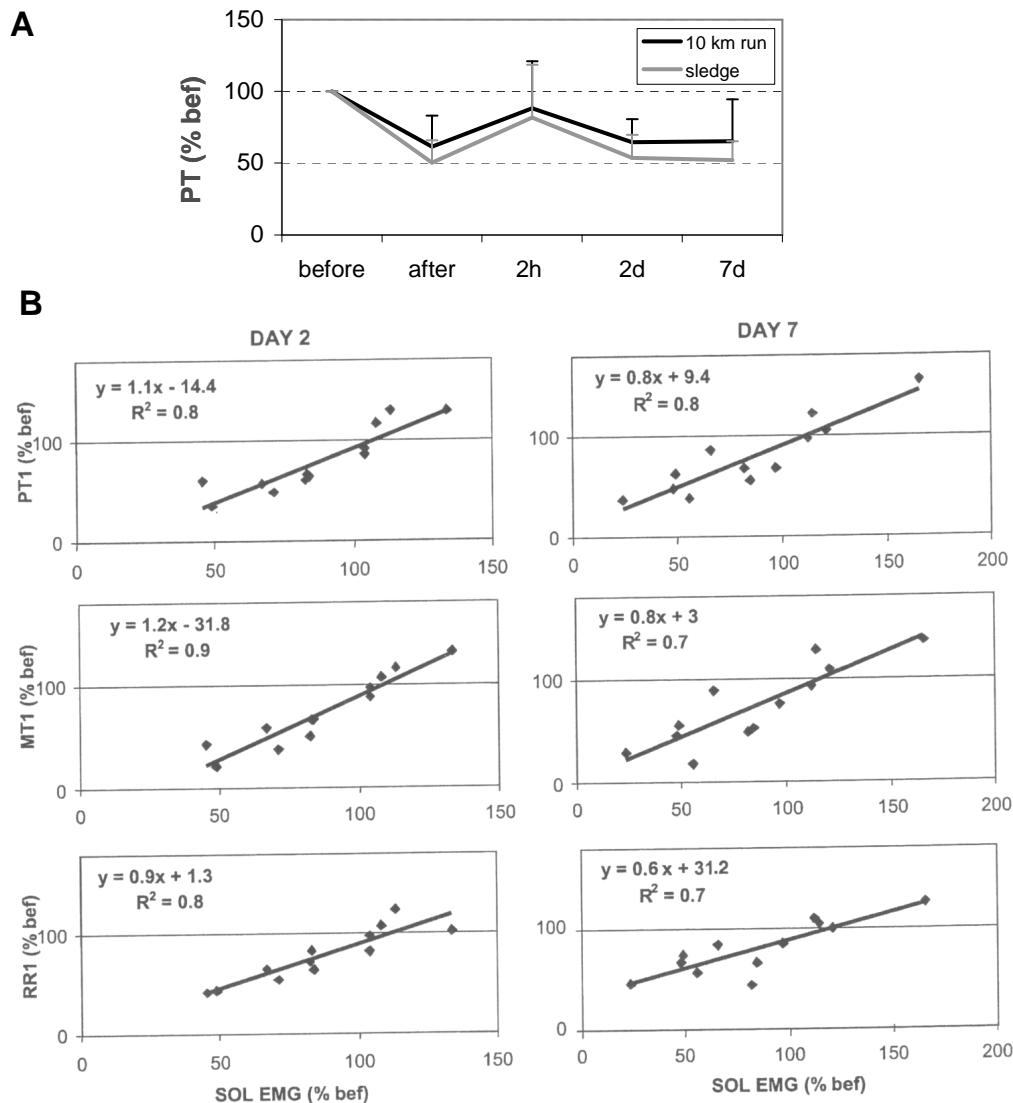 A
150
10 km run
sledge
100
PT (% bef)
50
0
before after 2h 2d 7d
B
DAY 2
DAY 7
y = 1.1x - 14.4
R² = 0.8
PT1 (% bef)
100
0
0 50 100 150
y = 0.8x + 9.4
R² = 0.8
100
0
0 50 100 150 200
y = 1.2x - 31.8
R² = 0.9
MT1 (% bef)
100
0
0 50 100 150
y = 0.8x + 3
R² = 0.7
100
0
0 50 100 150 200
y = 0.9x + 1.3
R² = 0.8
RR1 (% bef)
100
0
0 50 100 150
SOL EMG (% bef)
y = 0.6 x + 31.2
R² = 0.7
100
0
0 50 100 150 200
SOL EMG (% bef)